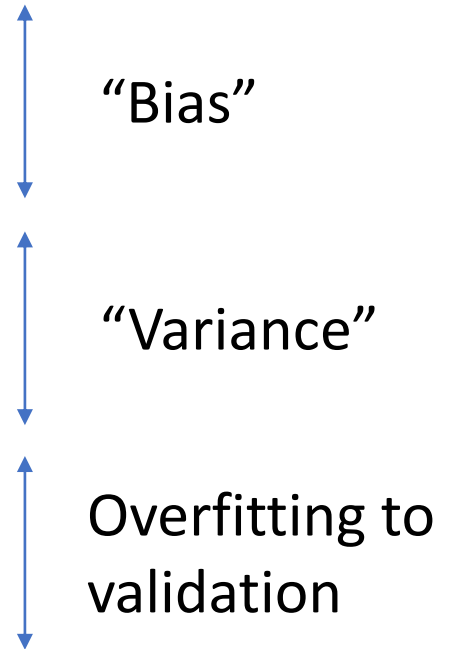 “Bias”
“Variance”
Overfitting to
validation